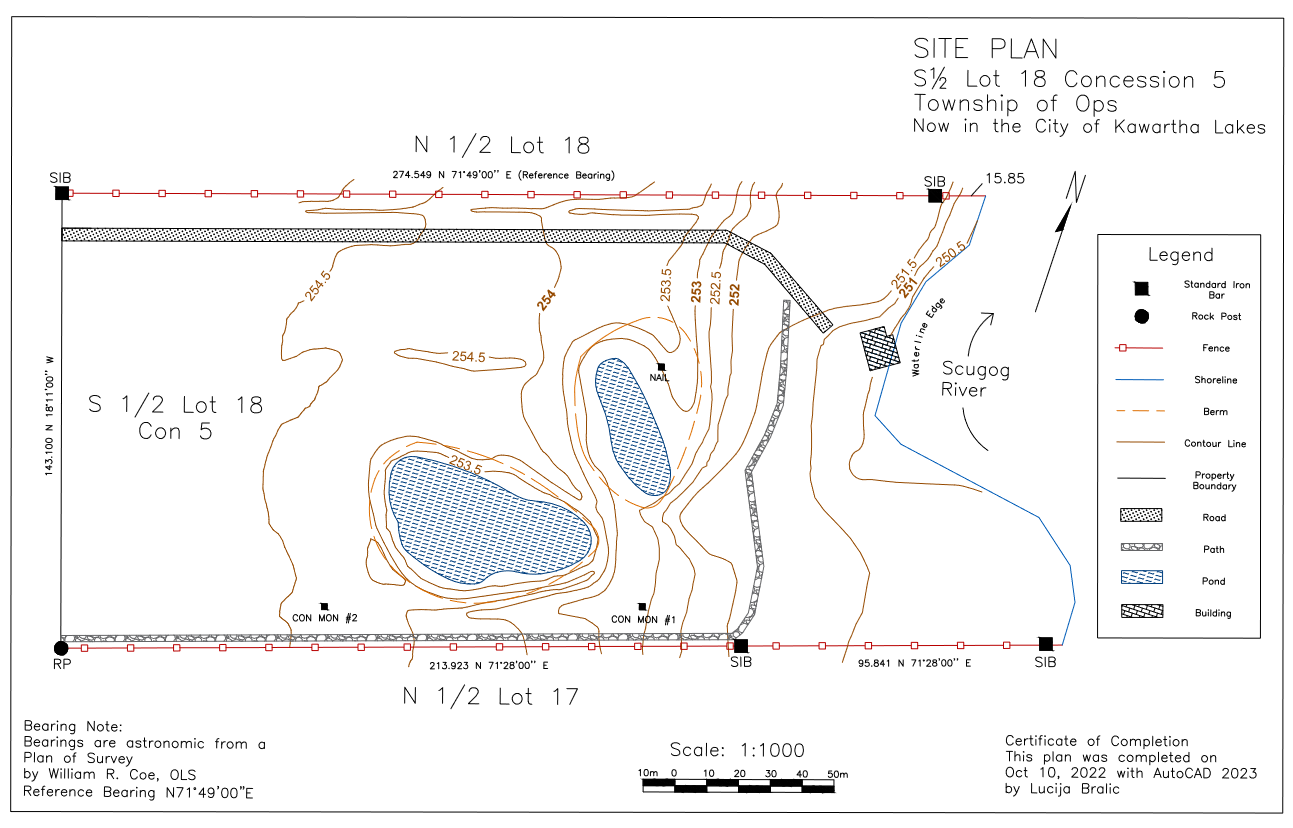 SITE PLAN
S½ Lot 18 Concession 5
Township of Ops
Now in the City of Kawartha Lakes
N 1/2 Lot 18
274.549 N 71°49'00" E (Reference Bearing)
SIB
SIB
15.85
N
254.5
254
253.5
253
252.5
252
251.5
251
250.5
Waterline Edge
Scugog
River
254.5
NAIL
S 1/2 Lot 18
Con 5
143.100 N 18°11'00" W
253.5
CON MON #2
CON MON #1
RP
SIB
SIB
213.923 N 71°28'00" E
95.841 N 71°28'00" E
N 1/2 Lot 17
Legend
Standard Iron
Bar
Rock Post
Fence
Shoreline
Berm
Contour Line
Property
Boundary
Road
Path
Pond
Building
Bearing Note:
Bearings are astronomic from a
Plan of Survey
by William R. Coe, OLS
Reference Bearing N71°49'00"E
Scale: 1:1000
10m 0 10 20 30 40 50m
Certificate of Completion
This plan was completed on
Oct 10, 2022 with AutoCAD 2023
by Lucija Bralic